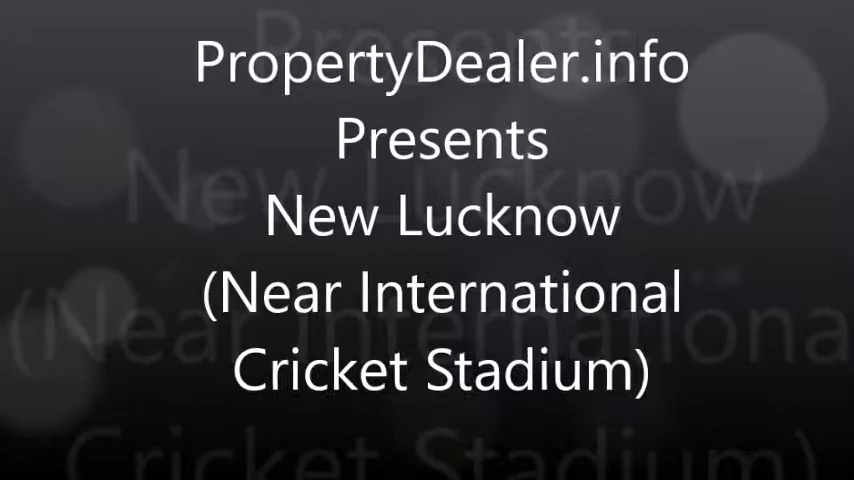 PropertyDealer.info
Presents
New Lucknow
(Near International
Cricket Stadium)